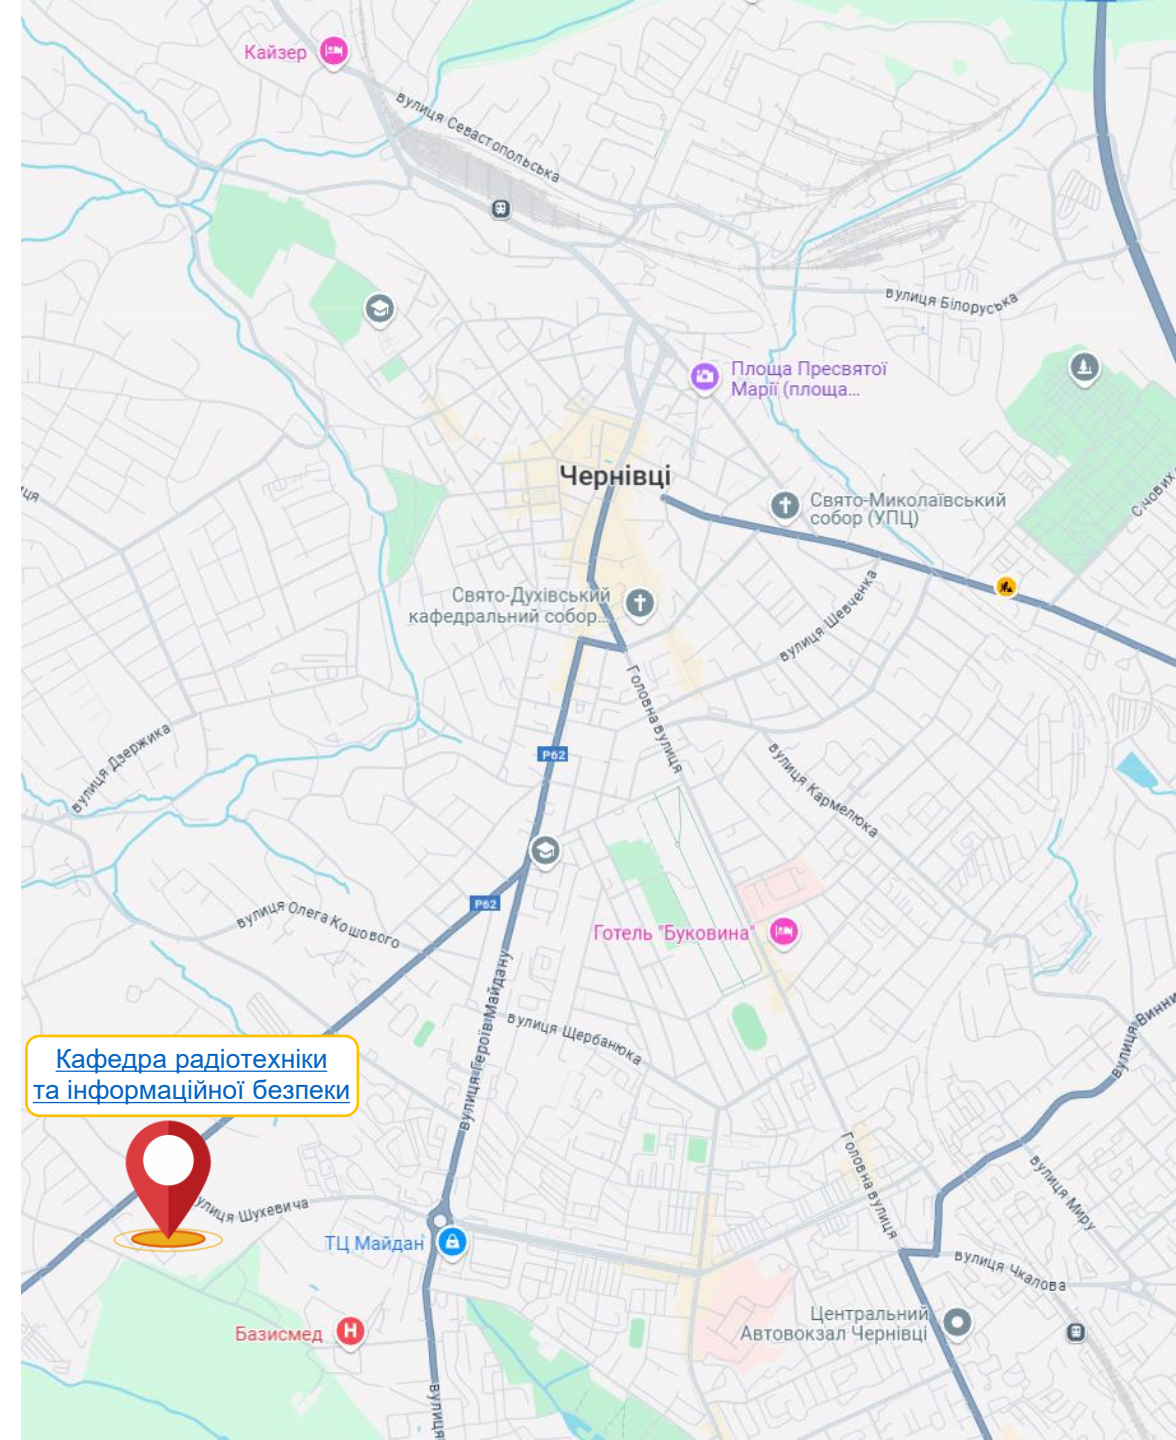 Кайзер
вулиця Севастопольська
вулиця Білоруська
Площа Пресвятої
Марії (площа...
Чернівці
Свято-Миколаївський
собор (УПЦ)
Січових
Свято-Духівський
кафедральний собор...
вулиця Шевченка
Головна вулиця
P62
вулиця Дзержика
вулиця Кармелюка
P62
вулиця Олега Кошового
Готель "Буковина"
вулиця Героїв Майдану
вулиця Щербанюка
Кафедра радіотехніки
та інформаційної безпеки
Головна вулиця
вулиця Миру
улиця Шухевича
ТЦ Майдан
вулиця Чкалова
Центральний
Автовокзал Чернівці
Базисмед
H
вулиця